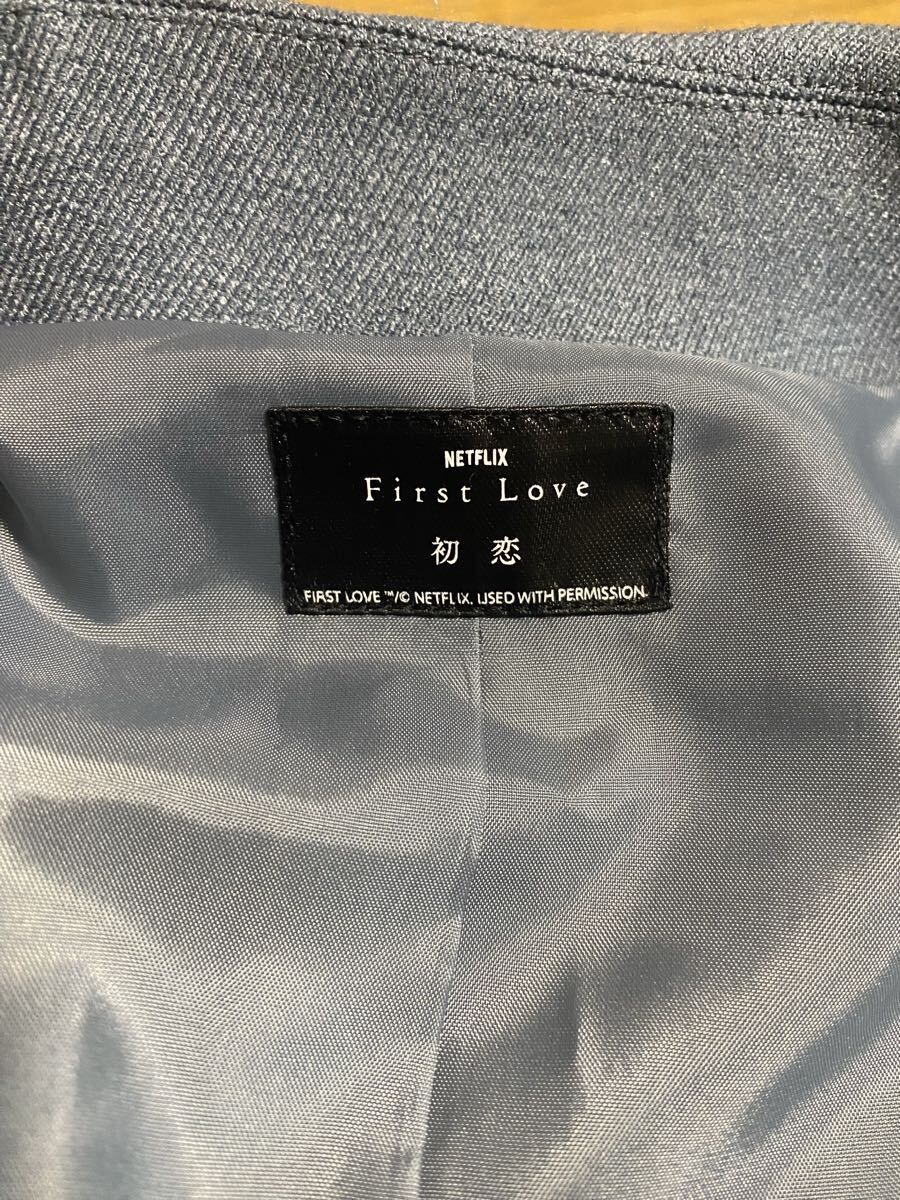 NETFLIX
First Love
初恋
FIRST LOVE ™/© NETFLIX. USED WITH PERMISSION.